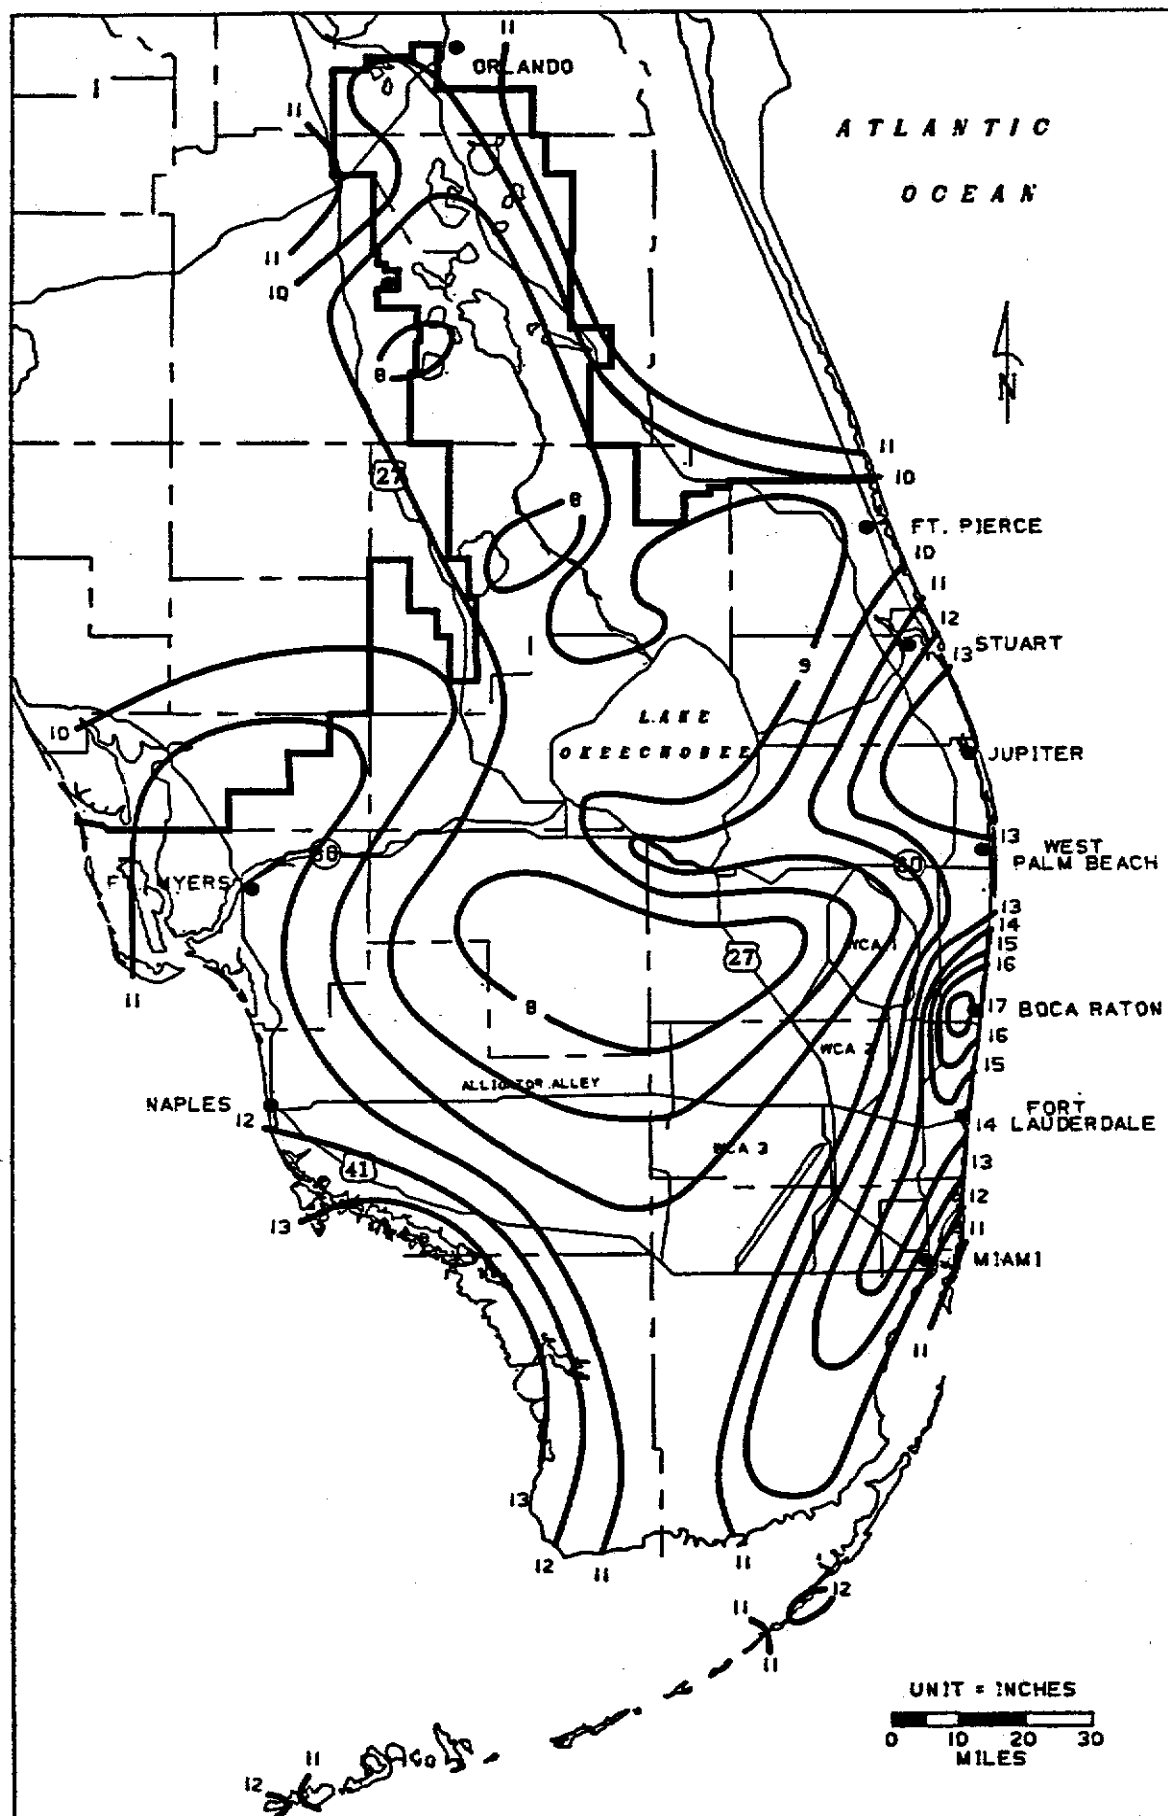 11
ORLANDO
11
ATLANTIC
OCEAN
11
10
N
8
27
11
10
8
FT. PIERCE
10
11
12
STUART
13
9
10
LAKE
OKEECHOBEE
JUPITER
13
WEST
PALM BEACH
80
80
FT. MYERS
13
14
WCA 1
15
27
16
11
8
17 BOCA RATON
16
WCA 2
15
ALLIGATOR ALLEY
NAPLES
12
FORT
14 LAUDERDALE
WCA 3
13
41
12
13
11
MIAMI
11
13
12
11
11
12
11
11
UNIT = INCHES
0 10 20 30
MILES
11
12